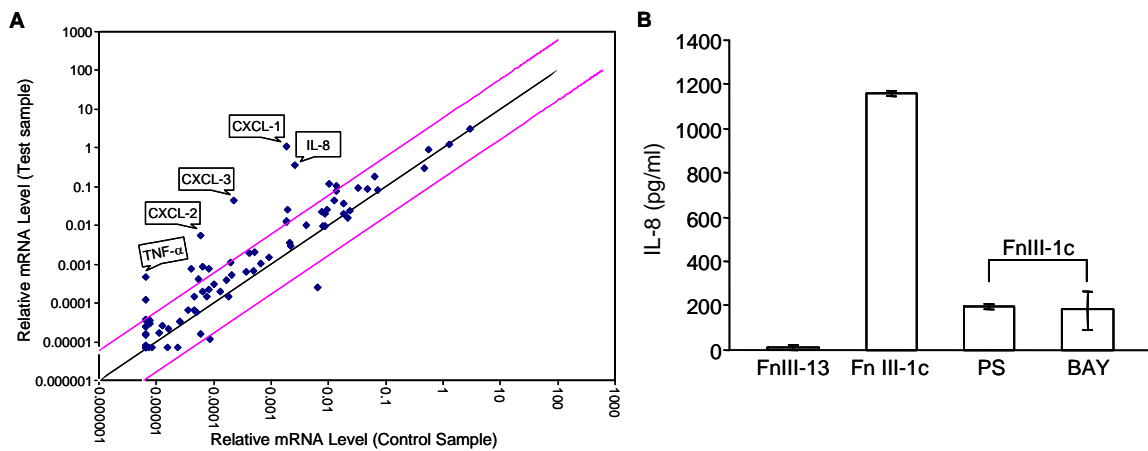 A
Relative mRNA Level (Test sample)
1000
100
10
1
0.1
0.01
0.001
0.0001
0.00001
0.000001
CXCL-1
IL-8
CXCL-3
CXCL-2
TNF-α
0.000001
0.00001
0.0001
0.001
0.01
0.1
1
10
100
1000
Relative mRNA Level (Control Sample)
B
IL-8 (pg/ml)
1400
1200
1000
800
600
400
200
0
FnIII-1c
FnIII-13
Fn III-1c
PS
BAY